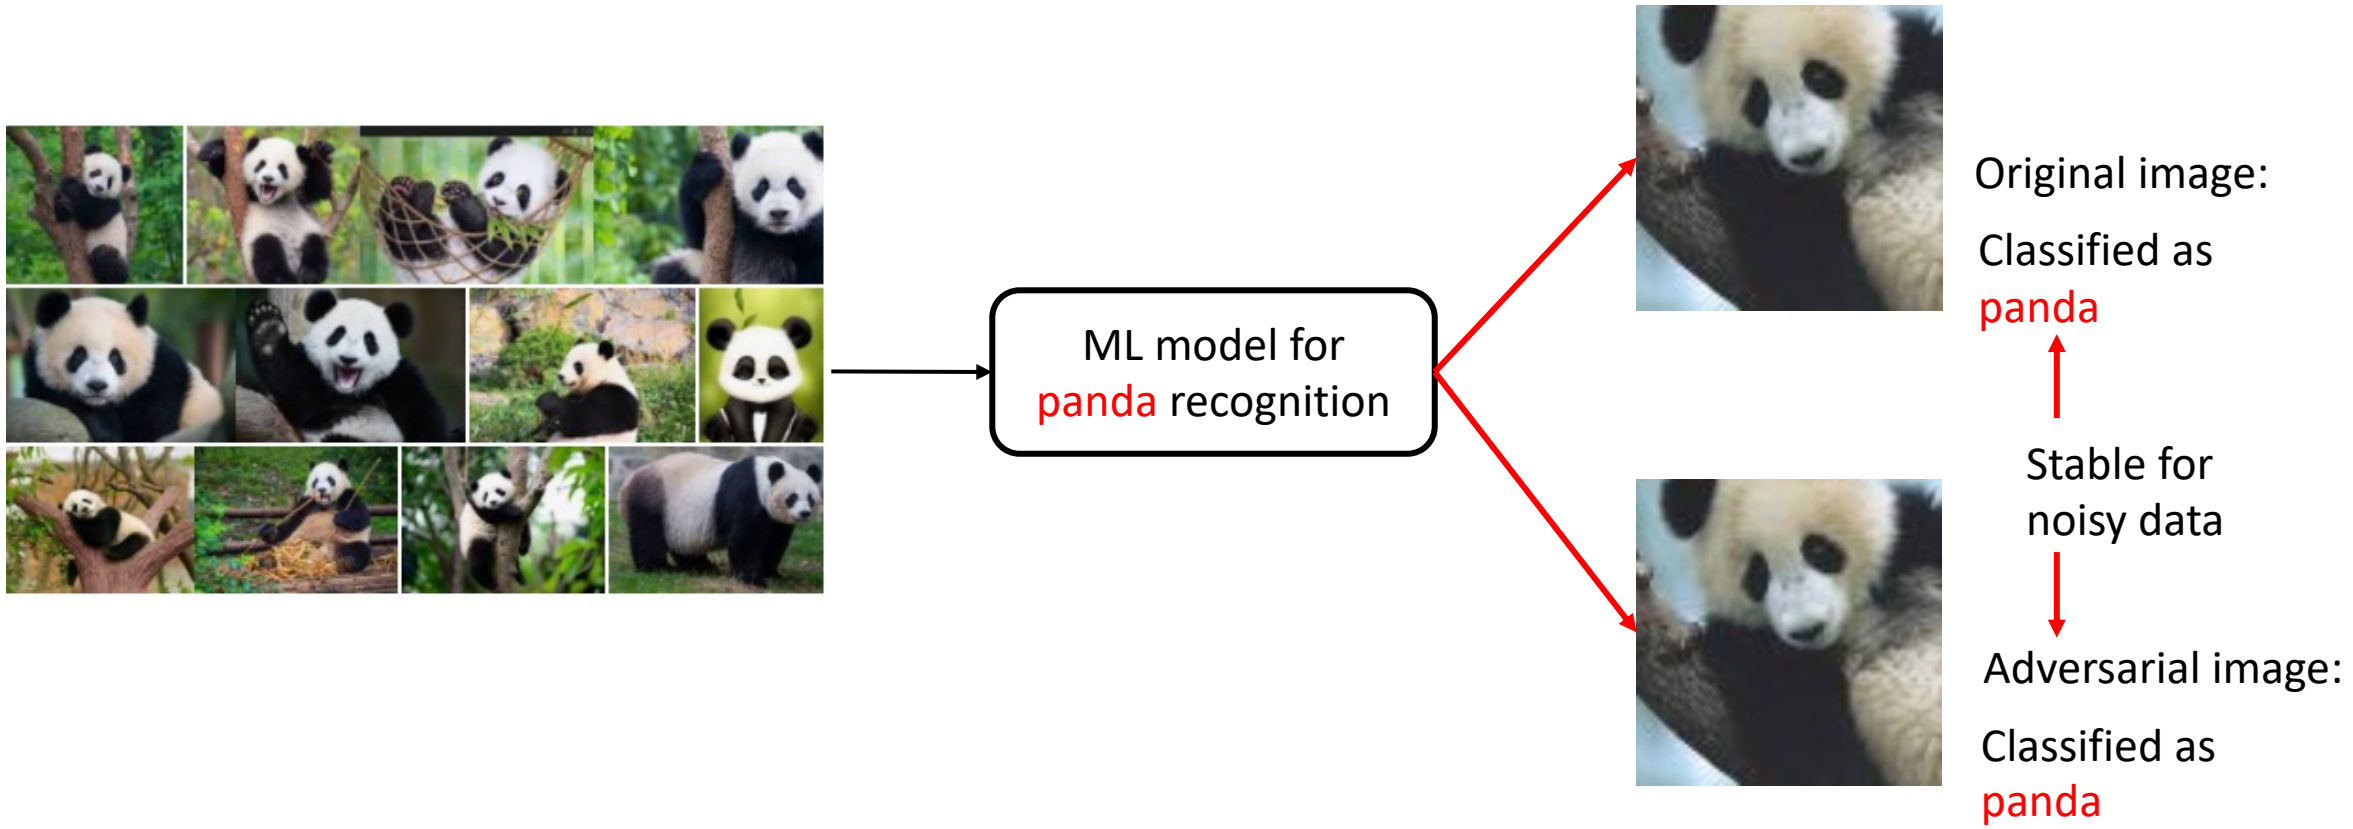 ML model for
panda recognition
Original image:
Classified as
panda
Stable for
noisy data
Adversarial image:
Classified as
panda